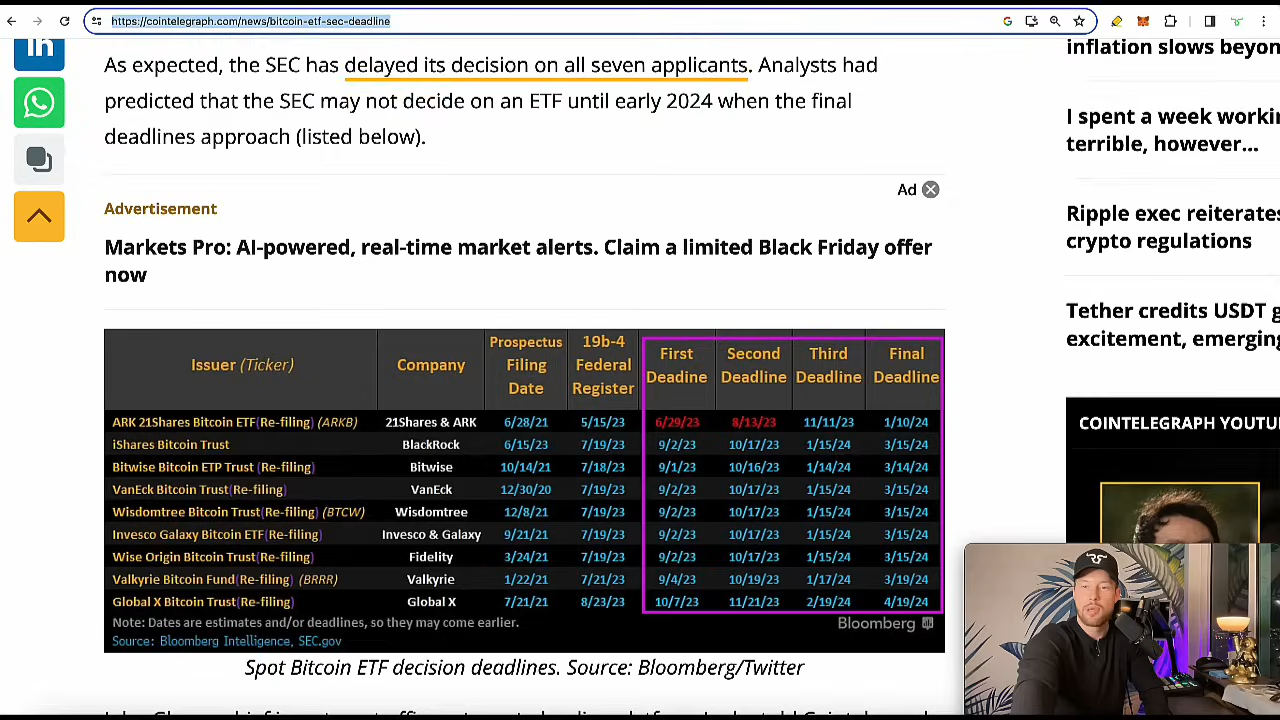 https://cointelegraph.com/news/bitcoin-etf-sec-deadline
in
As expected, the SEC has delayed its decision on all seven applicants. Analysts had
predicted that the SEC may not decide on an ETF until early 2024 when the final
deadlines approach (listed below).
Ad
Advertisement
Markets Pro: AI-powered, real-time market alerts. Claim a limited Black Friday offer
now
Issuer (Ticker) Company Prospectus Filing Date 19b-4 Federal Register First Deadine Second Deadline Third Deadline Final Deadline
ARK 21Shares Bitcoin ETF(Re-filing) (ARKB) 21Shares & ARK 6/28/21 5/15/23 6/29/23 8/13/23 11/11/23 1/10/24
iShares Bitcoin Trust BlackRock 6/15/23 7/19/23 9/2/23 10/17/23 1/15/24 3/15/24
Bitwise Bitcoin ETP Trust (Re-filing) Bitwise 10/14/21 7/18/23 9/1/23 10/16/23 1/14/24 3/14/24
VanEck Bitcoin Trust(Re-filing) VanEck 12/30/20 7/19/23 9/2/23 10/17/23 1/15/24 3/15/24
Wisdomtree Bitcoin Trust(Re-filing) (BTCW) Wisdomtree 12/8/21 7/19/23 9/2/23 10/17/23 1/15/24 3/15/24
Invesco Galaxy Bitcoin ETF(Re-filing) Invesco & Galaxy 9/21/21 7/19/23 9/2/23 10/17/23 1/15/24 3/15/24
Wise Origin Bitcoin Trust(Re-filing) Fidelity 3/24/21 7/19/23 9/2/23 10/17/23 1/15/24 3/15/24
Valkyrie Bitcoin Fund(Re-filing) (BRRR) Valkyrie 1/22/21 7/21/23 9/4/23 10/19/23 1/17/24 3/19/24
Global X Bitcoin Trust(Re-filing) Global X 7/21/21 8/23/23 10/7/23 11/21/23 2/19/24 4/19/24
Note: Dates are estimates and/or deadlines, so they may come earlier.
Bloomberg
Source: Bloomberg Intelligence, SEC.gov
Spot Bitcoin ETF decision deadlines. Source: Bloomberg/Twitter
inflation slows beyon
I spent a week workin
terrible, however...
Ripple exec reiterates
crypto regulations
Tether credits USDT g
excitement, emerging
COINTELEGRAPH YOUTU